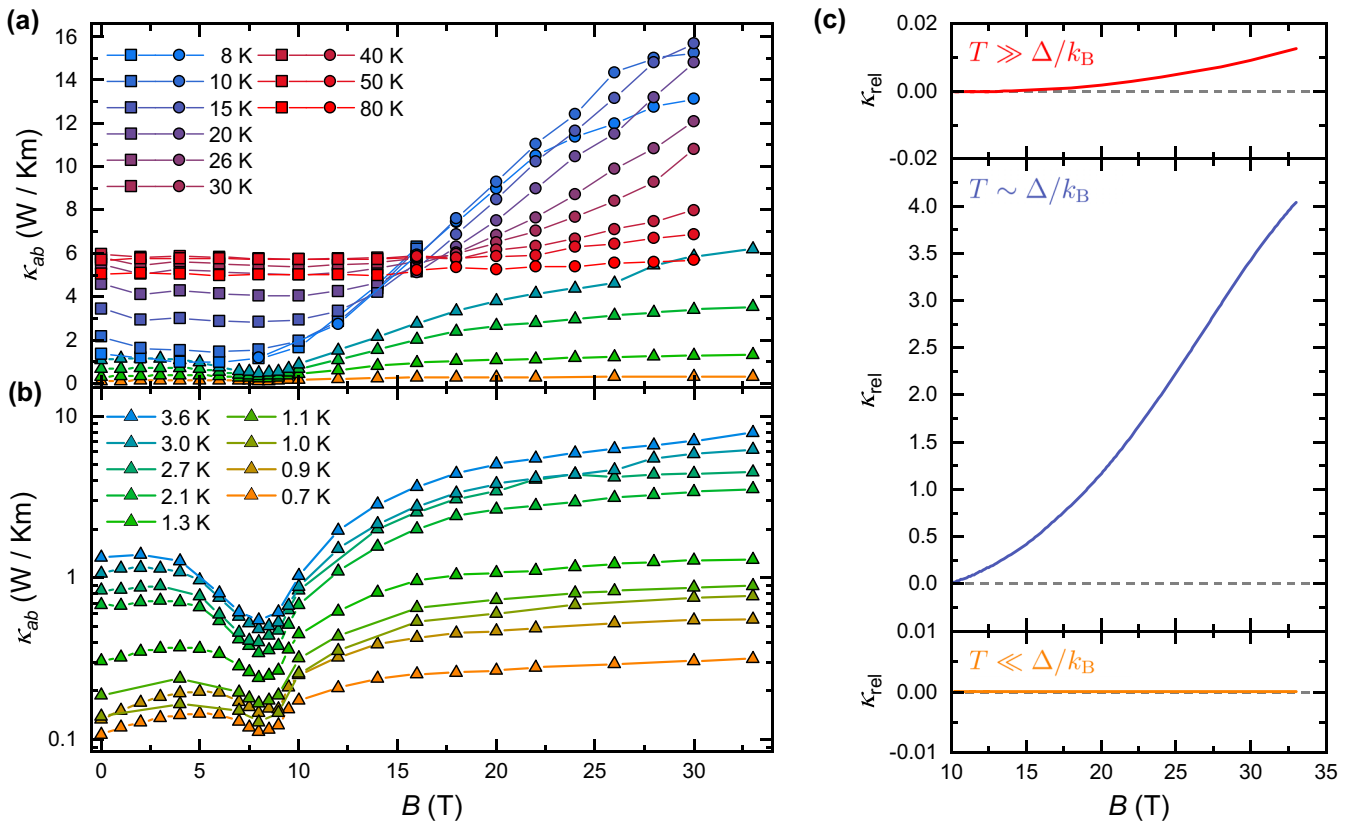 (a)
16
14
12
10
8
6
4
2
0
κab (W / Km)
8 K
10 K
15 K
20 K
26 K
30 K
40 K
50 K
80 K
(b)
10
1
0.1
κab (W / Km)
3.6 K
3.0 K
2.7 K
2.1 K
1.3 K
1.1 K
1.0 K
0.9 K
0.7 K
0 5 10 15 20 25 30
B (T)
(c)
0.02
0.00
-0.02
κrel
T ≫ Δ/kB
4.0
3.5
3.0
2.5
2.0
1.5
1.0
0.5
0.0
κrel
T ∼ Δ/kB
0.01
0.00
-0.01
κrel
T ≪ Δ/kB
10 15 20 25 30 35
B (T)